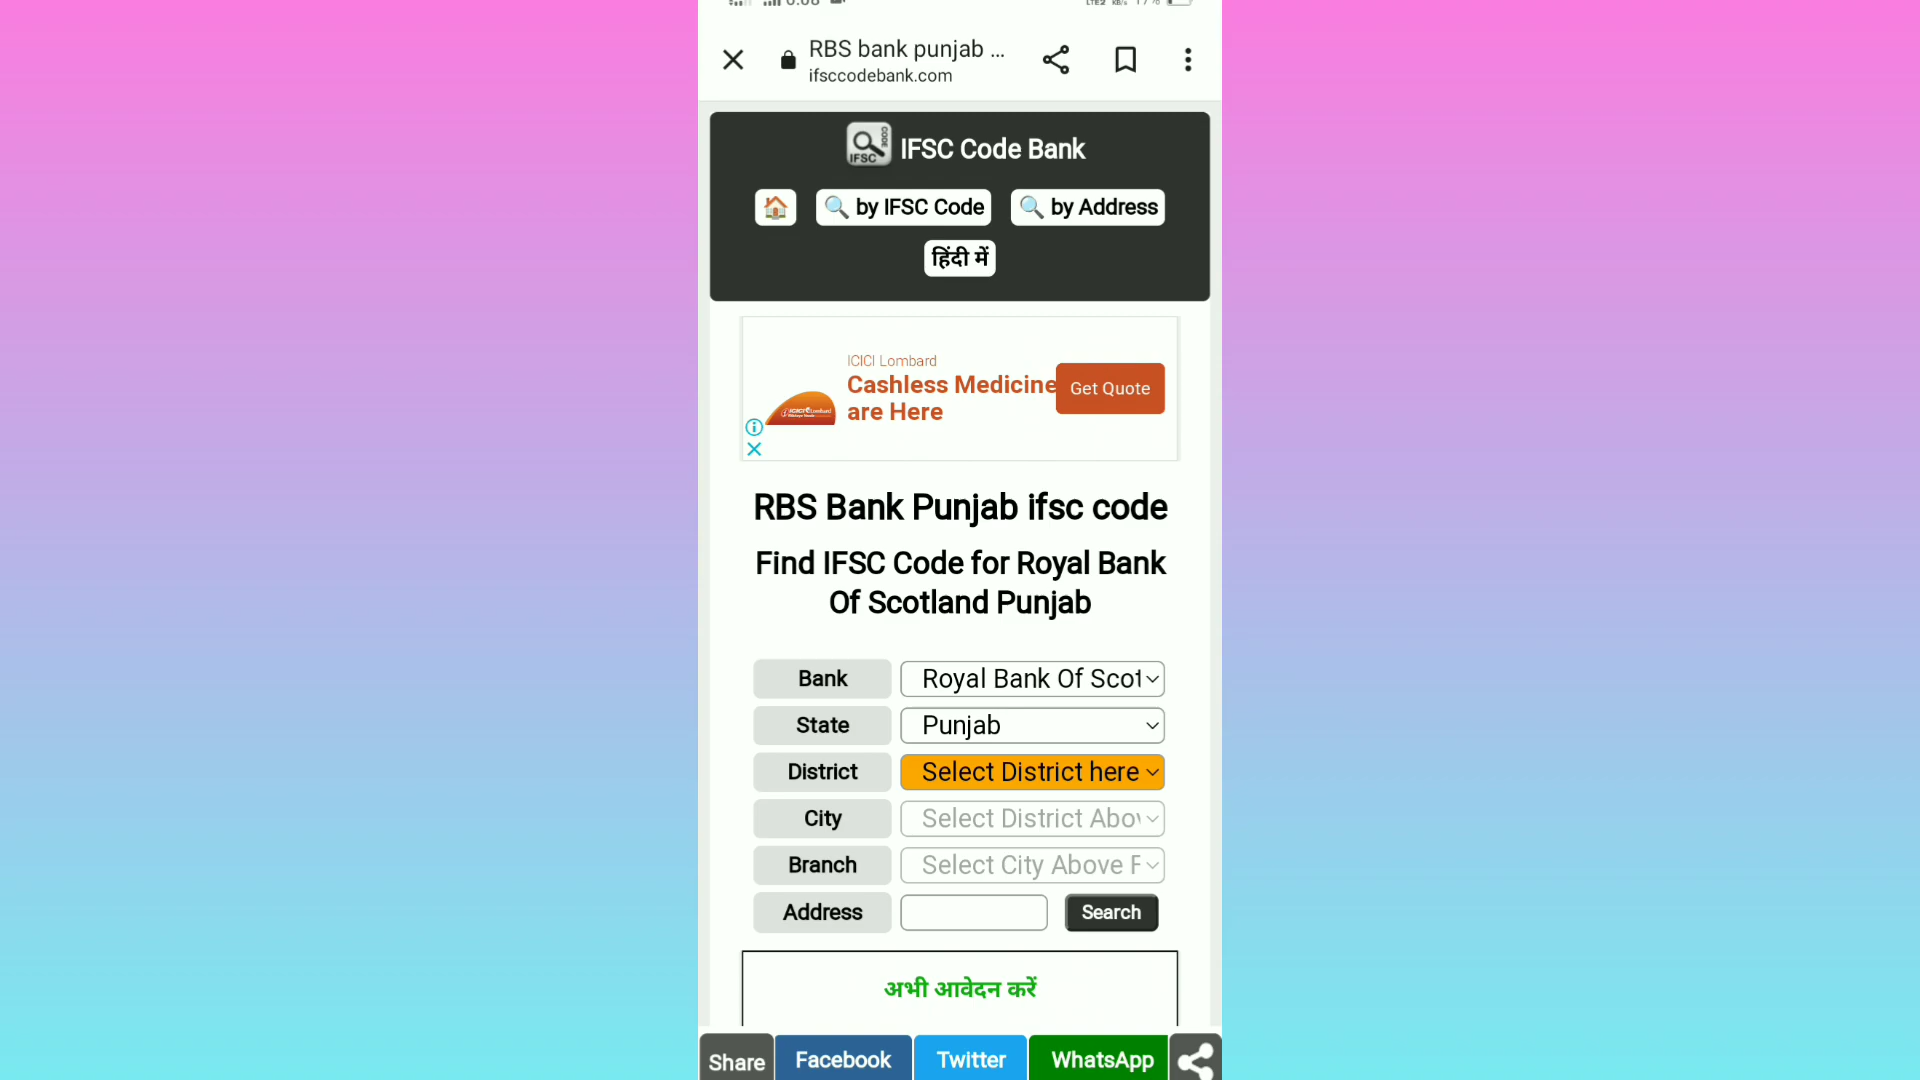 RBS bank punjab ...
ifsccodebank.com
IFSC Code Bank
by IFSC Code
by Address
हिंदी में
ICICI Lombard
Cashless Medicine
are Here
Get Quote
RBS Bank Punjab ifsc code
Find IFSC Code for Royal Bank
Of Scotland Punjab
Bank Royal Bank Of Scot
State Punjab
District Select District here
City Select District Abov
Branch Select City Above F
Address Search
अभी आवेदन करें
Share Facebook Twitter WhatsApp